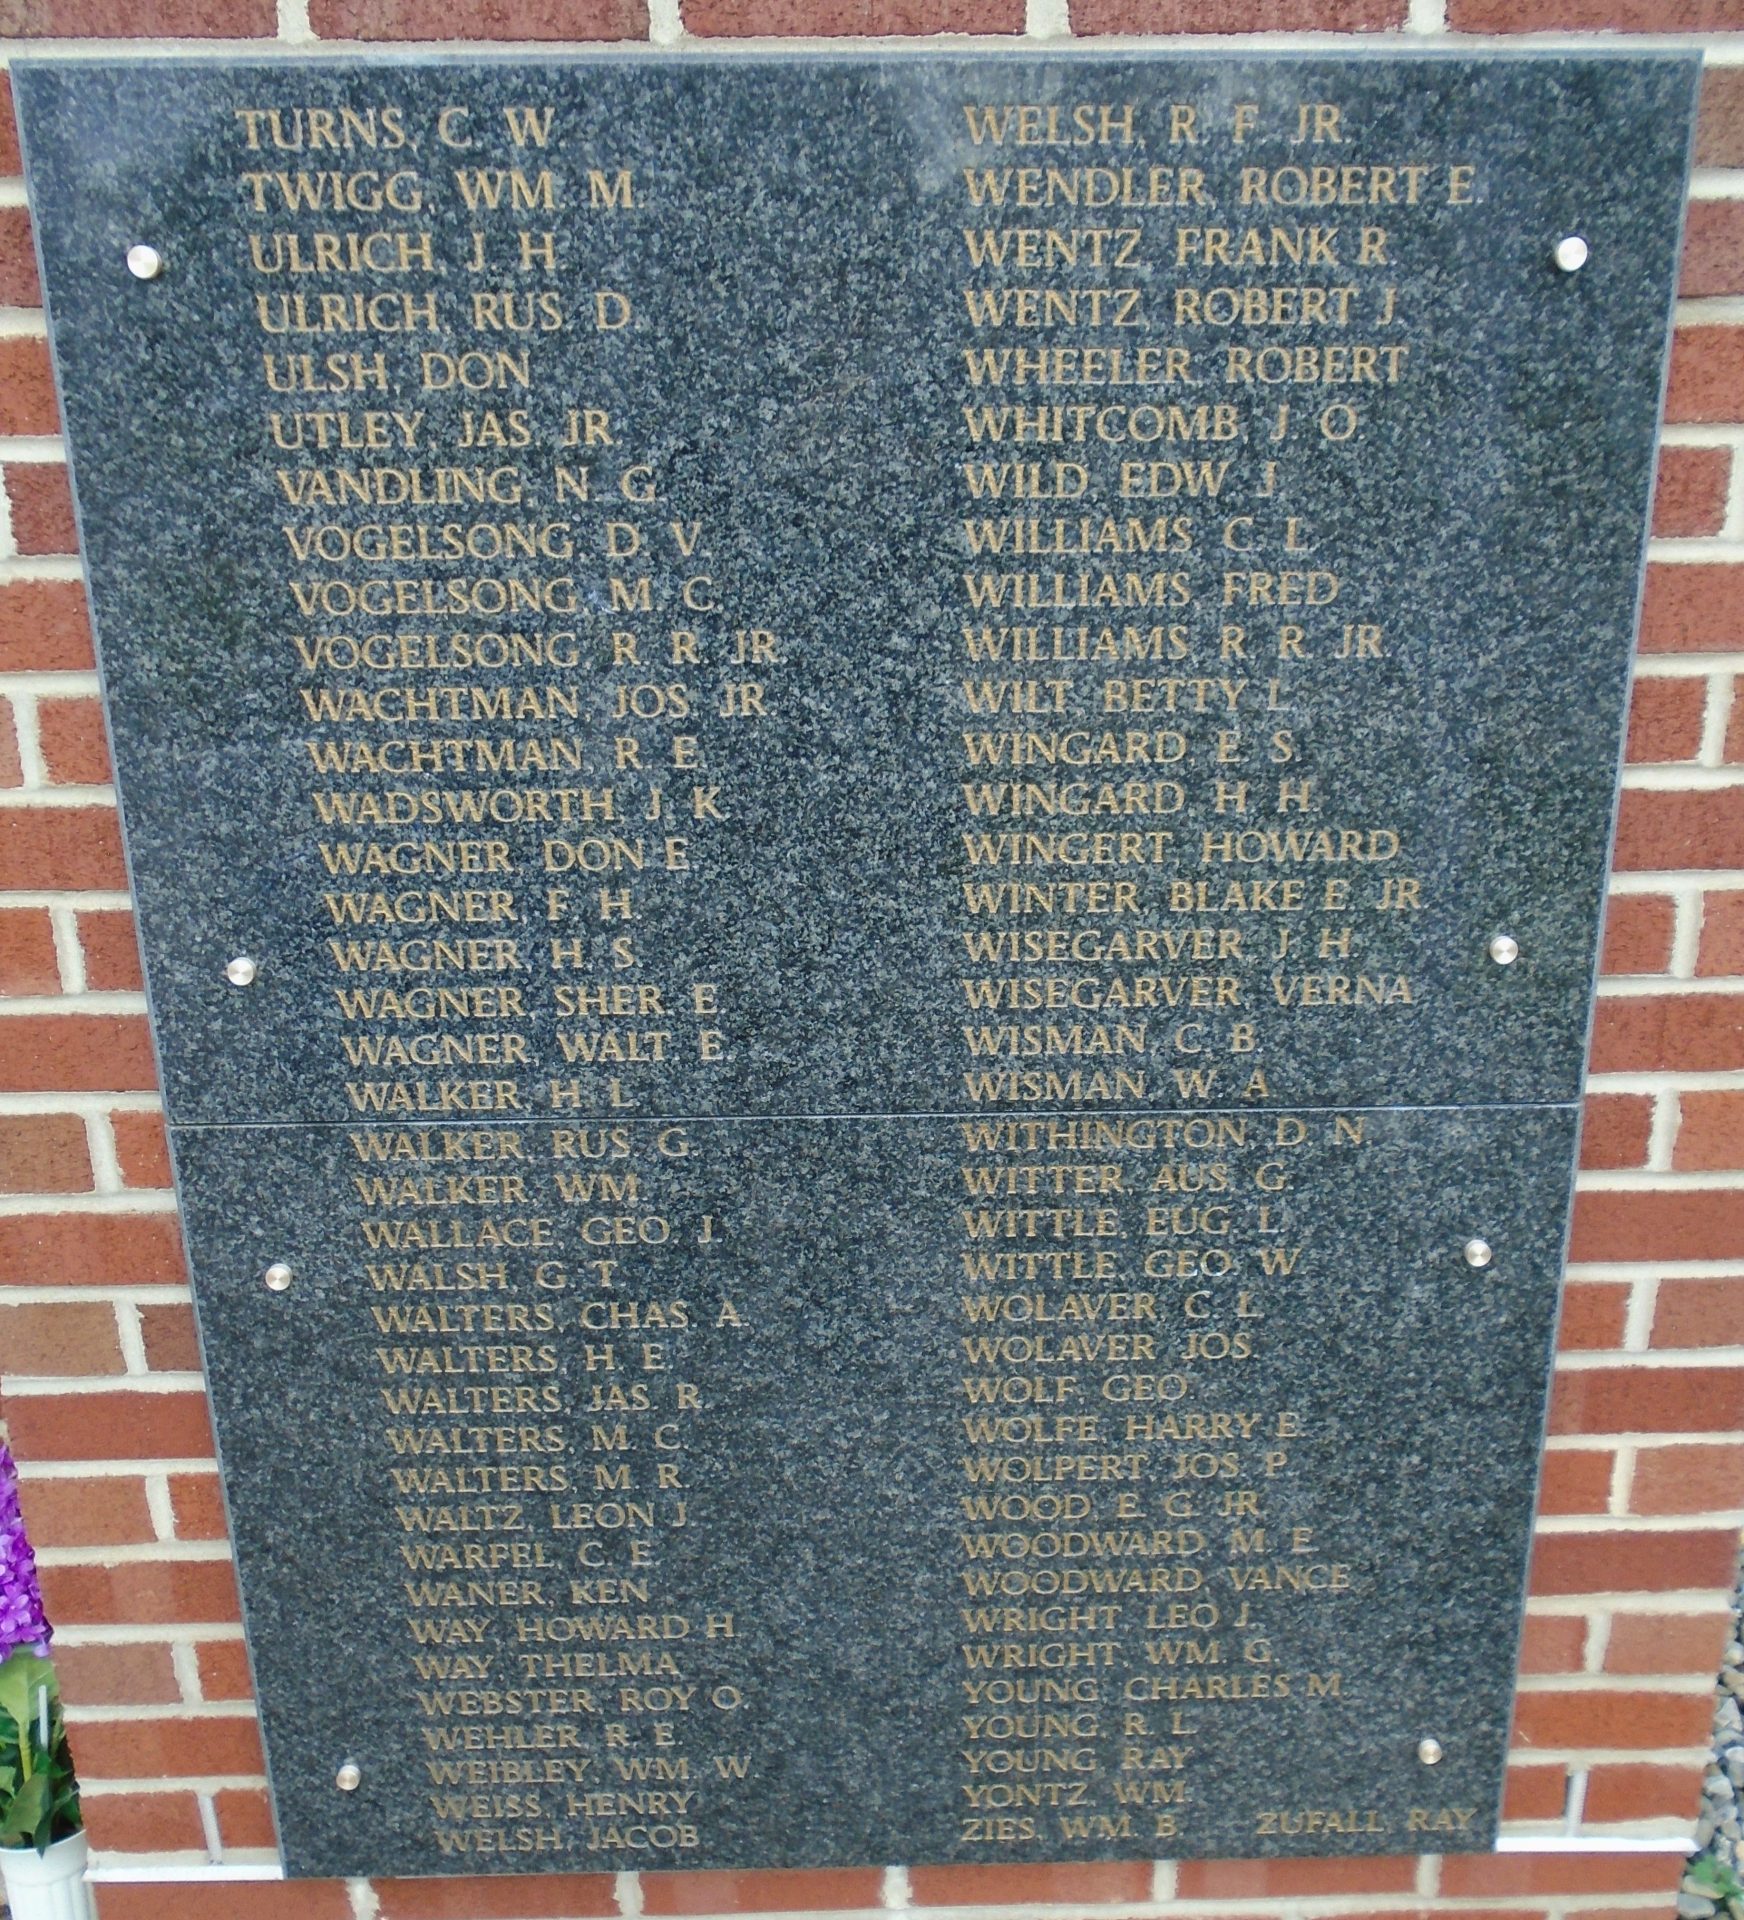 TURNS, C. W.
TWIGG, WM. M.
ULRICH, J. H.
ULRICH, RUS. D.
ULSH, DON
UTLEY, JAS. JR.
VANDLING, N. G.
VOGELSONG, D. V.
VOGELSONG, M. C.
VOGELSONG, R. R. JR.
WACHTMAN, JOS. JR.
WACHTMAN, R. E.
WADSWORTH, J. K.
WAGNER, DON E.
WAGNER, F. H.
WAGNER, H. S.
WAGNER, SHER. E.
WAGNER, WALT. E.
WALKER, H. L.
WALKER, RUS. G.
WALKER, WM.
WALLACE, GEO. J.
WALSH, G. T.
WALTERS, CHAS. A.
WALTERS, H. E.
WALTERS, JAS. R.
WALTERS, M. C.
WALTERS, M. R.
WALTZ, LEON J.
WARFEL, C. E.
WANER, KEN
WAY, HOWARD H.
WAY, THELMA
WEBSTER, ROY O.
WEHLER, R. E.
WEIBLEY, WM. W.
WEISS, HENRY
WELSH, JACOB
WELSH, R. F. JR.
WENDLER, ROBERT E.
WENTZ, FRANK R.
WENTZ, ROBERT J.
WHEELER, ROBERT
WHITCOMB, J. O.
WILD, EDW. J.
WILLIAMS, C. L.
WILLIAMS, FRED
WILLIAMS, R. R. JR.
WILT, BETTY L.
WINGARD, E. S.
WINGARD, H. H.
WINGERT, HOWARD
WINTER, BLAKE E. JR.
WISEGARVER, J. H.
WISEGARVER, VERNA
WISMAN, C. B.
WISMAN, W. A.
WITHINGTON, D. N.
WITTER, AUS. G.
WITTLE, EUG. L.
WITTLE, GEO. W.
WOLAVER, C. L.
WOLAVER, JOS.
WOLF, GEO.
WOLFE, HARRY E.
WOLPERT, JOS. P.
WOOD, E. G. JR.
WOODWARD, M. E.
WOODWARD, VANCE
WRIGHT, LEO J.
WRIGHT, WM. G.
YOUNG, CHARLES M.
YOUNG, R. L.
YOUNG, RAY
YONTZ, WM.
ZIES, WM. B. ZUFALL, RAY